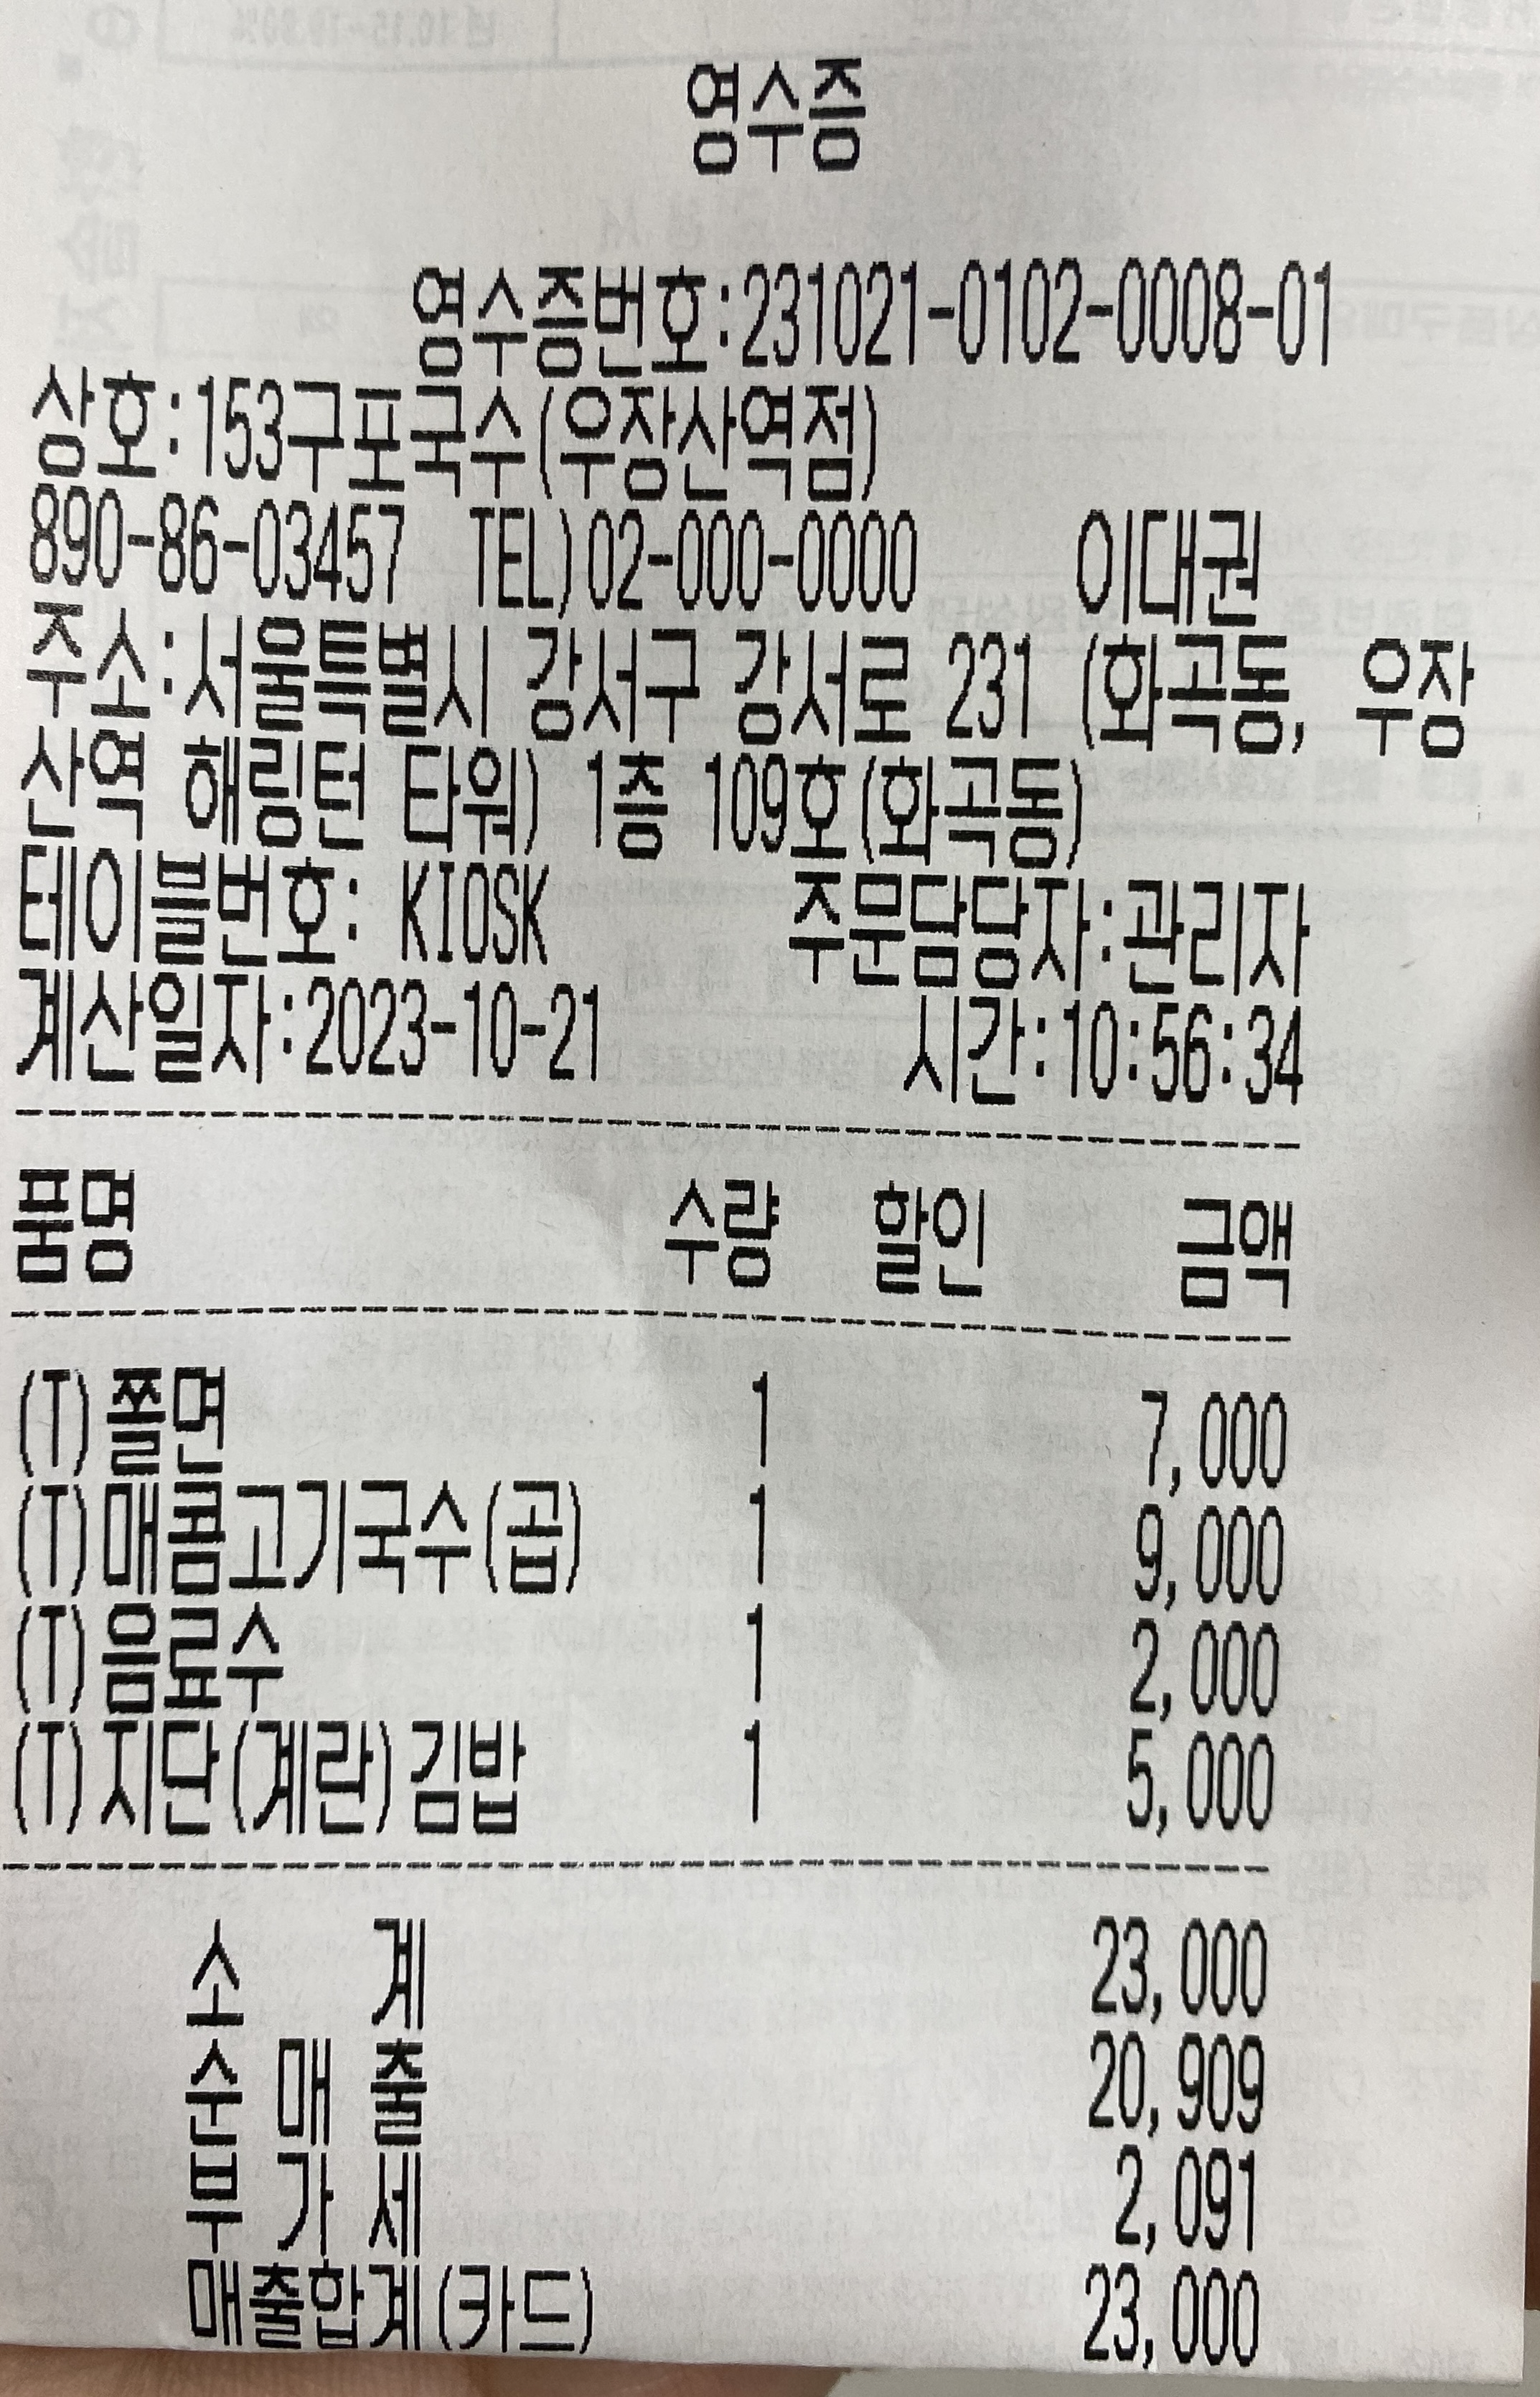 영수증
영수증번호:231021-0102-0008-01
상호:153구포국수(우장산역점)
890-86-03457 TEL)02-000-0000 이대권
주소:서울특별시 강서구 강서로 231 (화곡동, 우장
산역 해링턴 타워) 1층 109호(화곡동)
테이블번호: KIOSK 주문담당자:관리자
계산일자:2023-10-21 시간:10:56:34
품명 수량 할인 금액
(T)쫄면 1 7,000
(T)매콤고기국수(곱) 1 9,000
(T)음료수 1 2,000
(T)지단(계란)김밥 1 5,000
소 계 23,000
순 매 출 20,909
부 가 세 2,091
매출합계(카드) 23,000